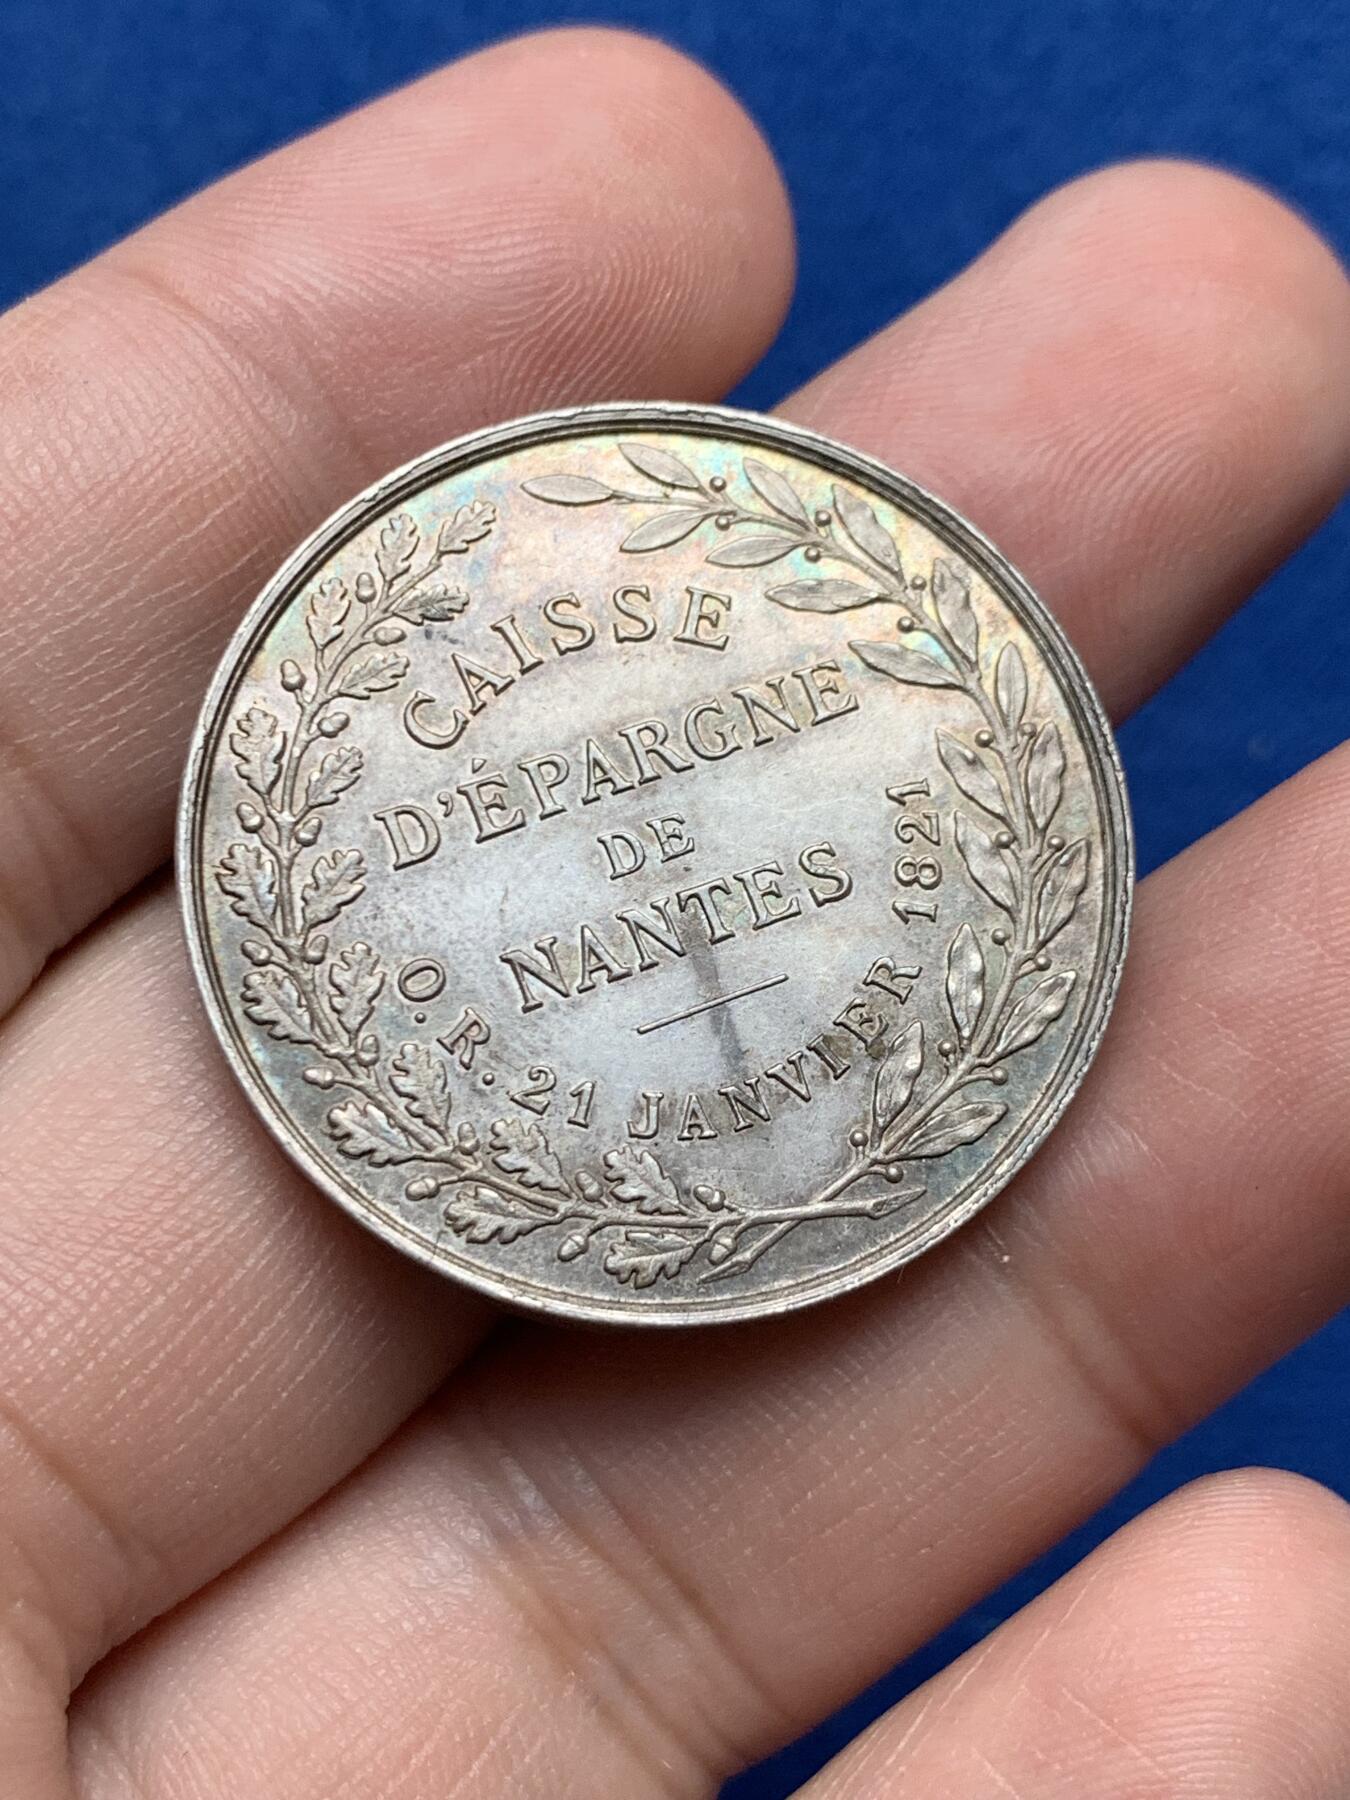 CAISSE
D'ÉPARGNE
DE
NANTES
O. R. 21 JANVIER 1821